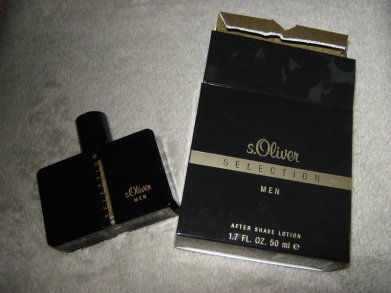 SELECTION
s.Oliver
MEN
s.Oliver
SELECTION
MEN
AFTER SHAVE LOTION
1.7 FL. OZ. 50 ml e